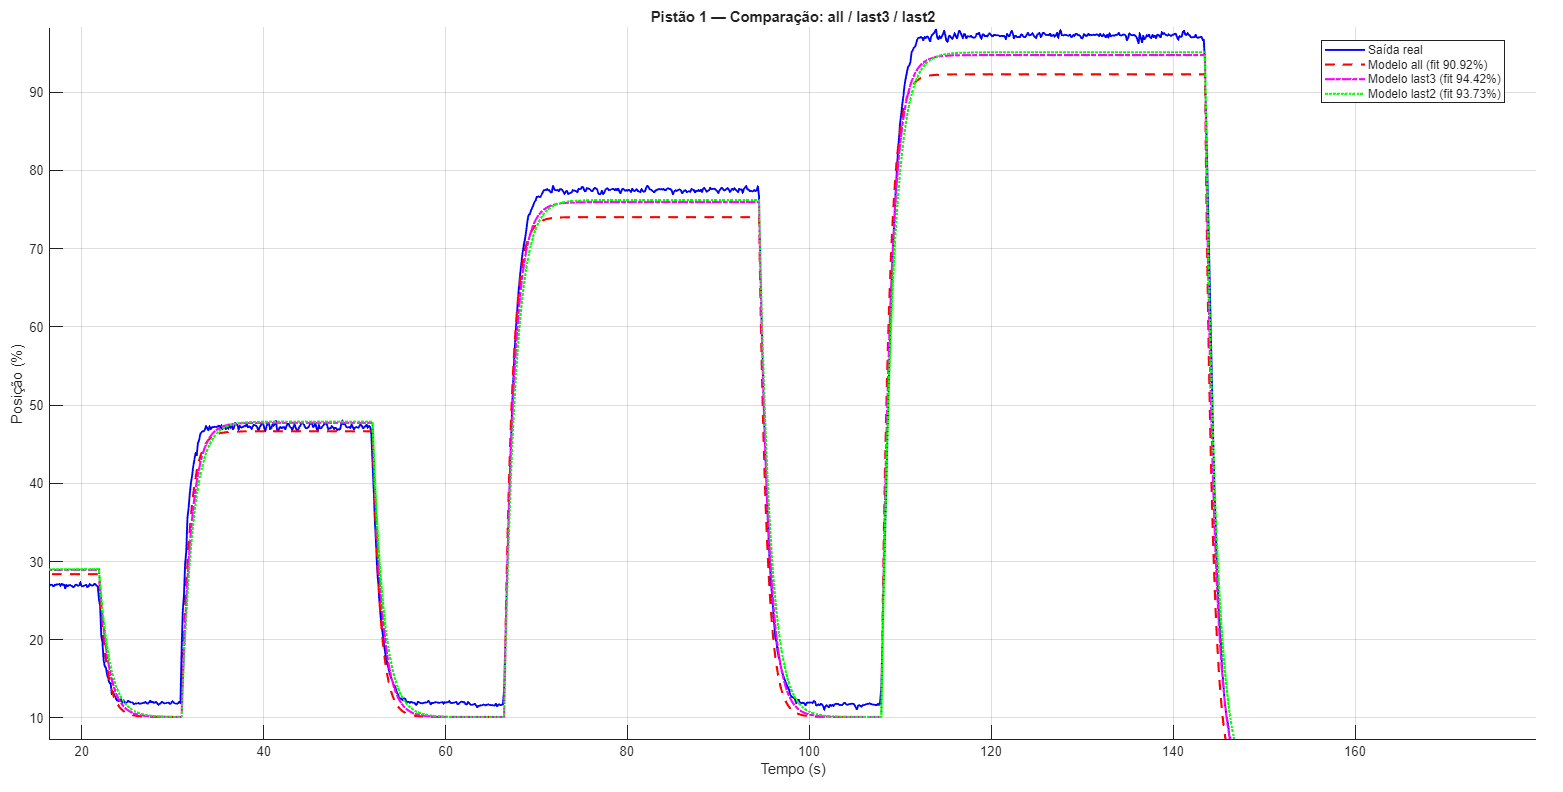 Pistão 1 — Comparação: all / last3 / last2
Saída real
Modelo all (fit 90.92%)
Modelo last3 (fit 94.42%)
Modelo last2 (fit 93.73%)
Posição (%)
90
80
70
60
50
40
30
20
10
20 40 60 80 100 120 140 160
Tempo (s)